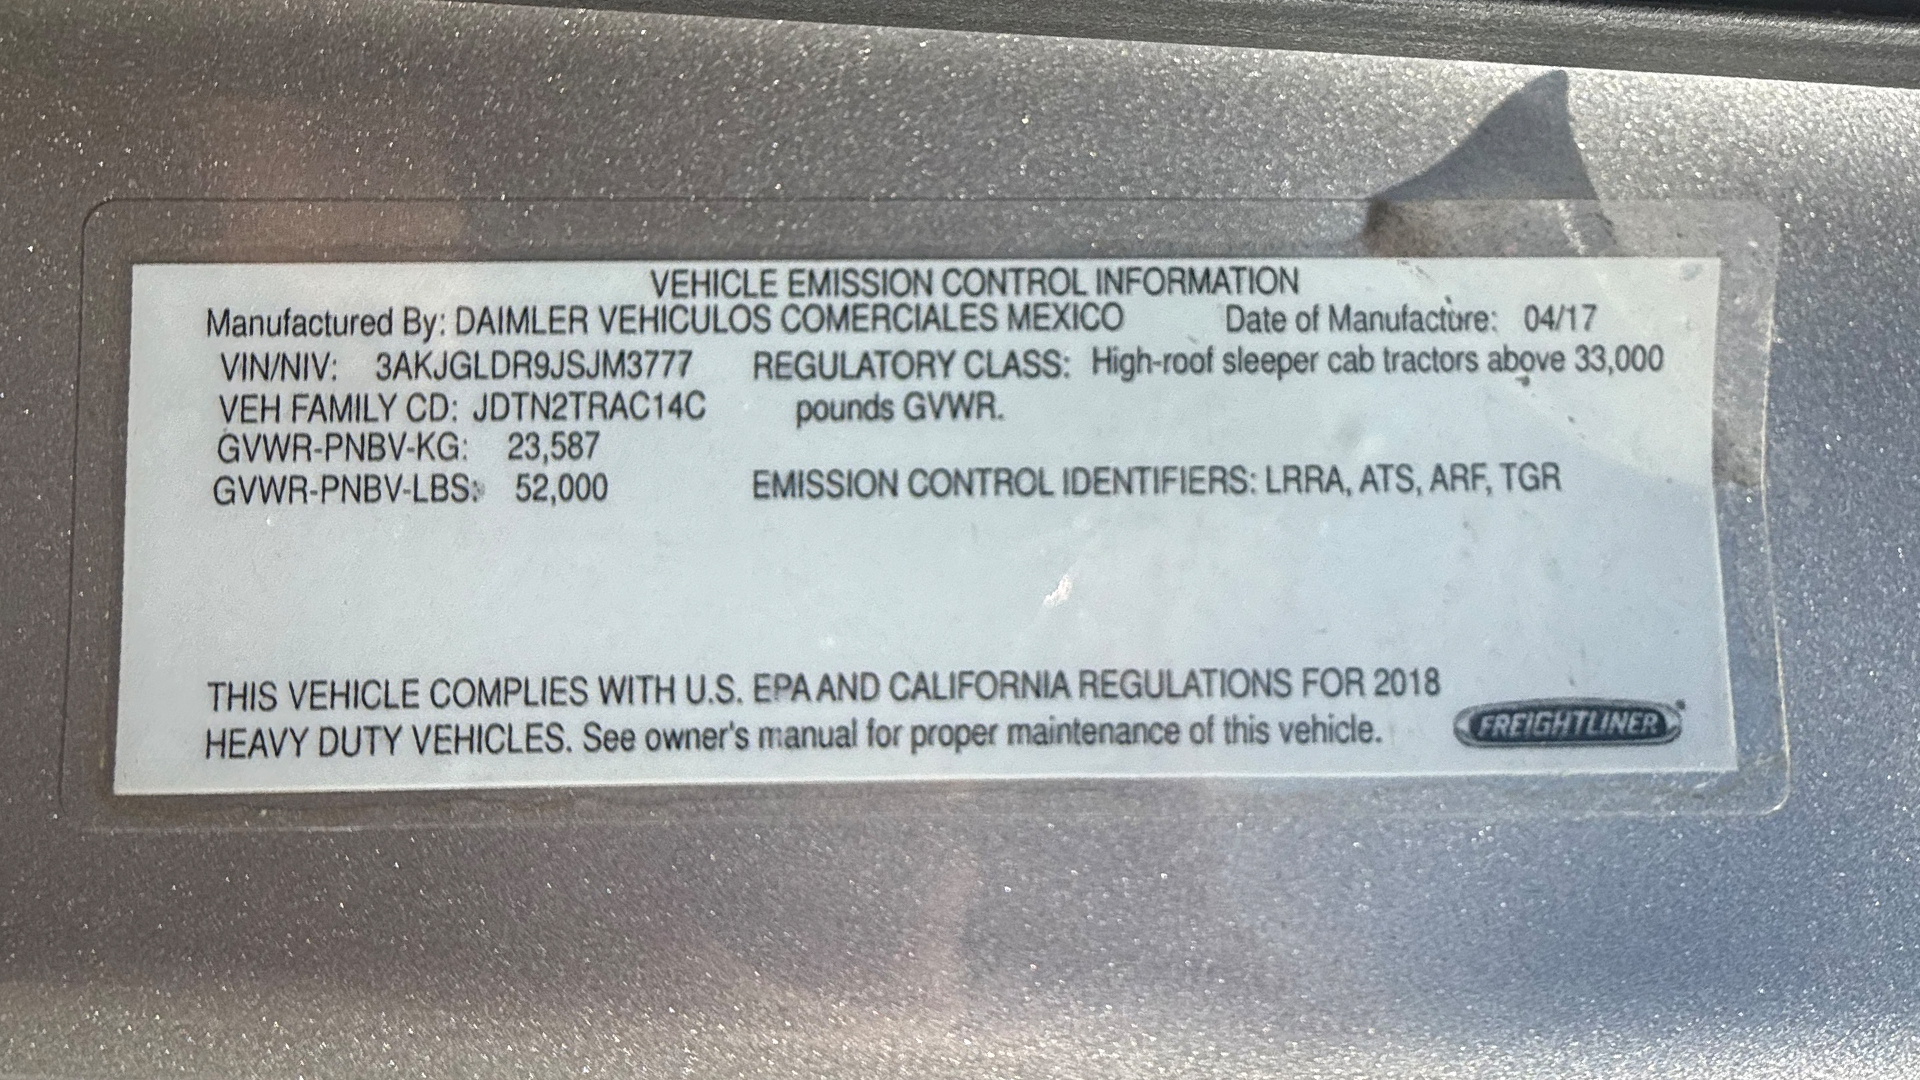 VEHICLE EMISSION CONTROL INFORMATION
Manufactured By: DAIMLER VEHICULOS COMERCIALES MEXICO Date of Manufacture: 04/17
VIN/NIV: 3AKJGLDR9JSJM3777 REGULATORY CLASS: High-roof sleeper cab tractors above 33,000
VEH FAMILY CD: JDTN2TRAC14C pounds GVWR.
GVWR-PNBV-KG: 23,587
GVWR-PNBV-LBS: 52,000 EMISSION CONTROL IDENTIFIERS: LRRA, ATS, ARF, TGR
THIS VEHICLE COMPLIES WITH U.S. EPA AND CALIFORNIA REGULATIONS FOR 2018
HEAVY DUTY VEHICLES. See owner's manual for proper maintenance of this vehicle.
FREIGHTLINER